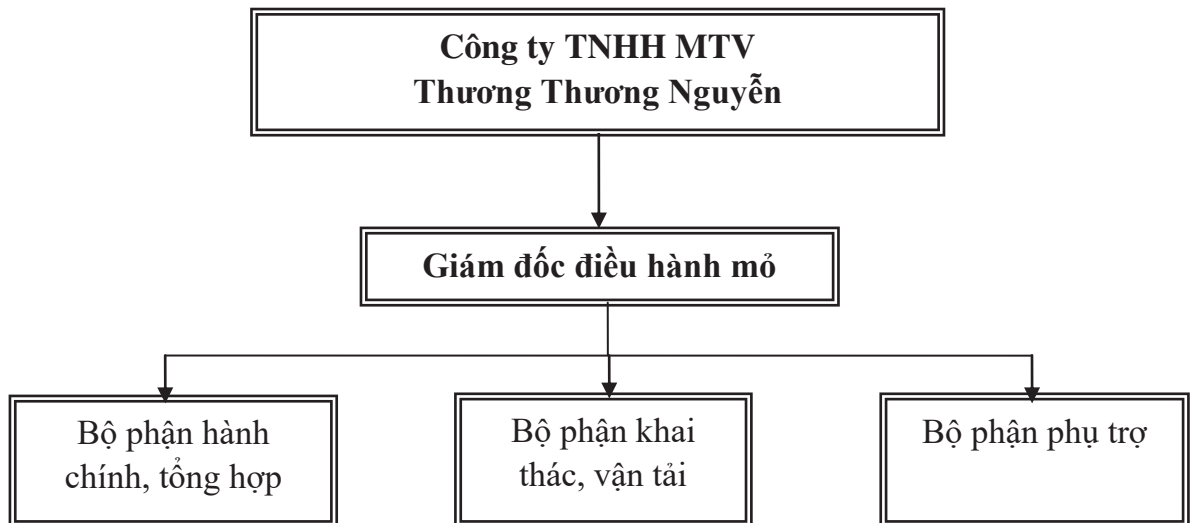 Công ty TNHH MTV
Thương Thương Nguyễn
Giám đốc điều hành mỏ
Bộ phận hành
chính, tổng hợp
Bộ phận khai
thác, vận tải
Bộ phận phụ trợ